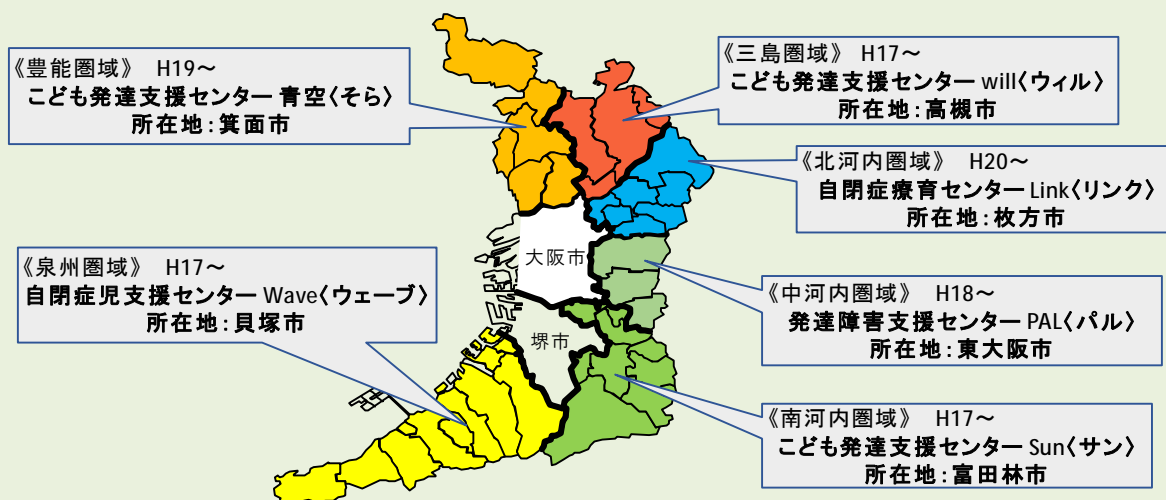 《豊能圏域》 H19～
こども発達支援センター 青空〈そら〉
所在地：箕面市
《三島圏域》 H17～
こども発達支援センター will〈ウィル〉
所在地：高槻市
《北河内圏域》 H20～
自閉症療育センター Link〈リンク〉
所在地：枚方市
大阪市
《泉州圏域》 H17～
自閉症児支援センター Wave〈ウェーブ〉
所在地：貝塚市
《中河内圏域》 H18～
発達障害支援センター PAL〈パル〉
所在地：東大阪市
堺市
《南河内圏域》 H17～
こども発達支援センター Sun〈サン〉
所在地：富田林市